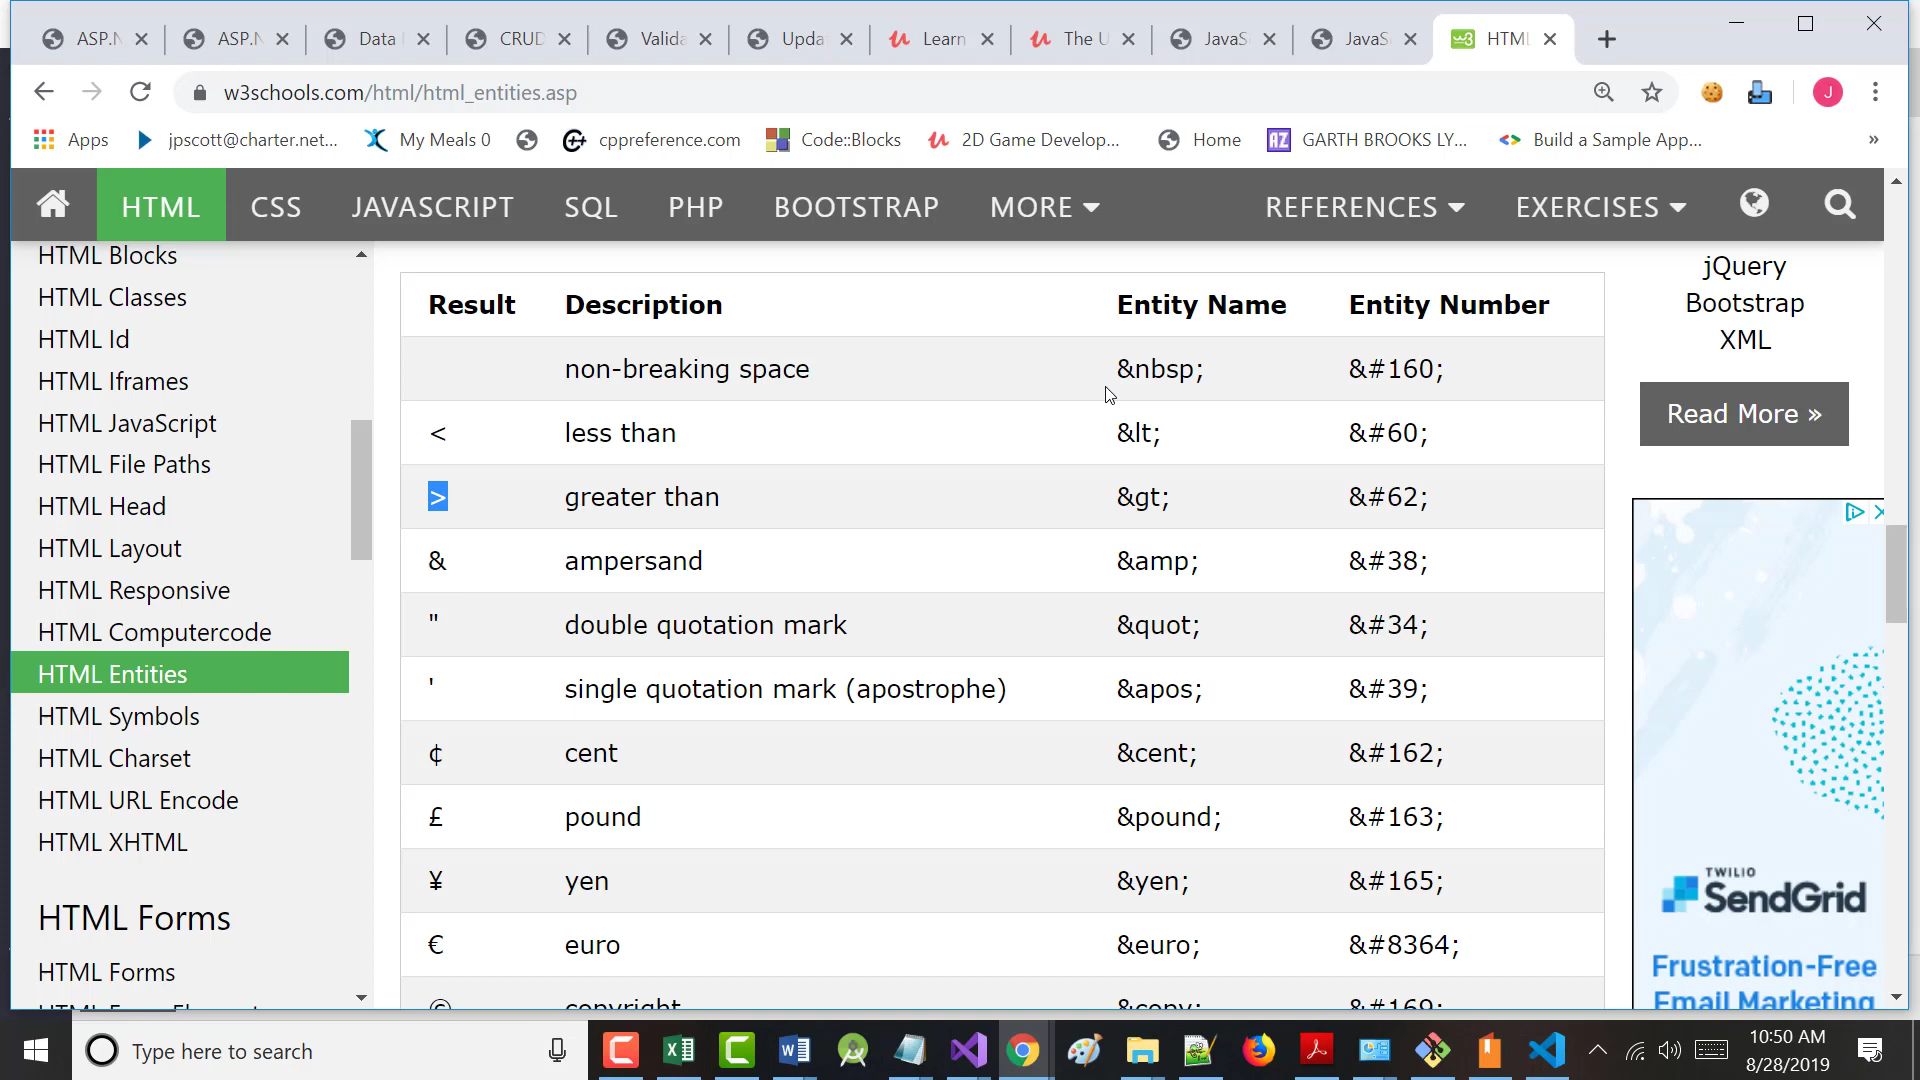 ASP.N ASP.N Data CRUD Valida Updat Learn The U JavaS JavaS HTML
w3schools.com/html/html_entities.asp
J
Apps jpscott@charter.net... My Meals 0 cppreference.com Code::Blocks 2D Game Develop... Home GARTH BROOKS LY... Build a Sample App... »
HTML CSS JAVASCRIPT SQL PHP BOOTSTRAP MORE REFERENCES EXERCISES
HTML Blocks
HTML Classes
HTML Id
HTML Iframes
HTML JavaScript
HTML File Paths
HTML Head
HTML Layout
HTML Responsive
HTML Computercode
HTML Entities
HTML Symbols
HTML Charset
HTML URL Encode
HTML XHTML
HTML Forms
HTML Forms
Result Description Entity Name Entity Number
non-breaking space &nbsp; &#160;
< less than &lt; &#60;
> greater than &gt; &#62;
& ampersand &amp; &#38;
" double quotation mark &quot; &#34;
' single quotation mark (apostrophe) &apos; &#39;
¢ cent &cent; &#162;
£ pound &pound; &#163;
¥ yen &yen; &#165;
€ euro &euro; &#8364;
© copyright &copy; &#169;
jQuery
Bootstrap
XML
Read More »
TWILIO
SendGrid
Frustration-Free
Email Marketing
Type here to search
10:50 AM
8/28/2019